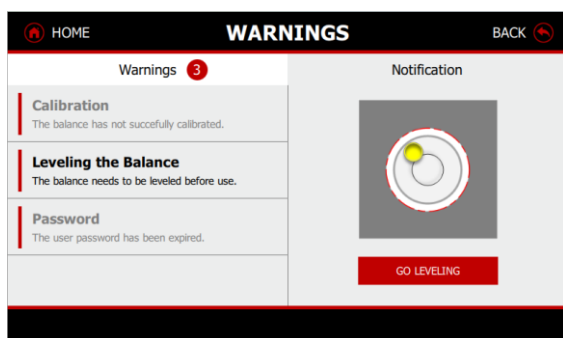 HOME
WARNINGS
BACK
Warnings 3
Notification
Calibration
The balance has not succefully calibrated.
Leveling the Balance
The balance needs to be leveled before use.
Password
The user password has been expired.
GO LEVELING